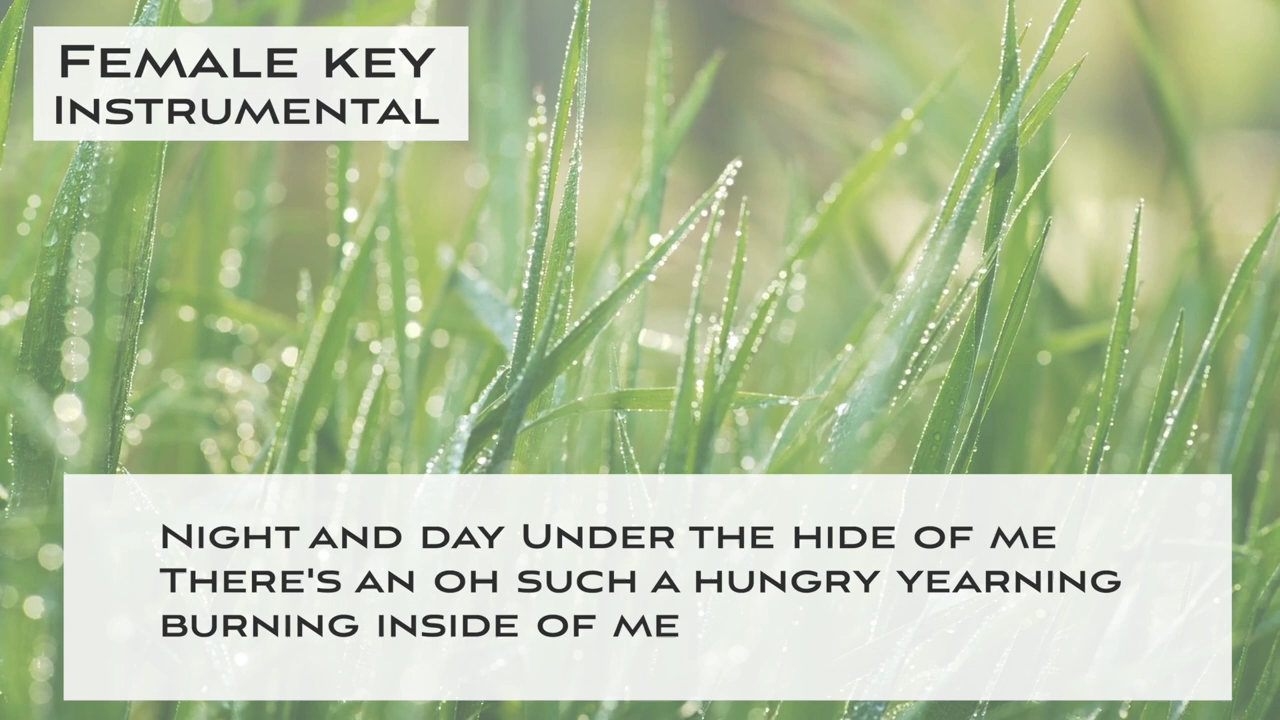 Female key
Instrumental
Night and day Under the hide of me
There's an oh such a hungry yearning
burning inside of me